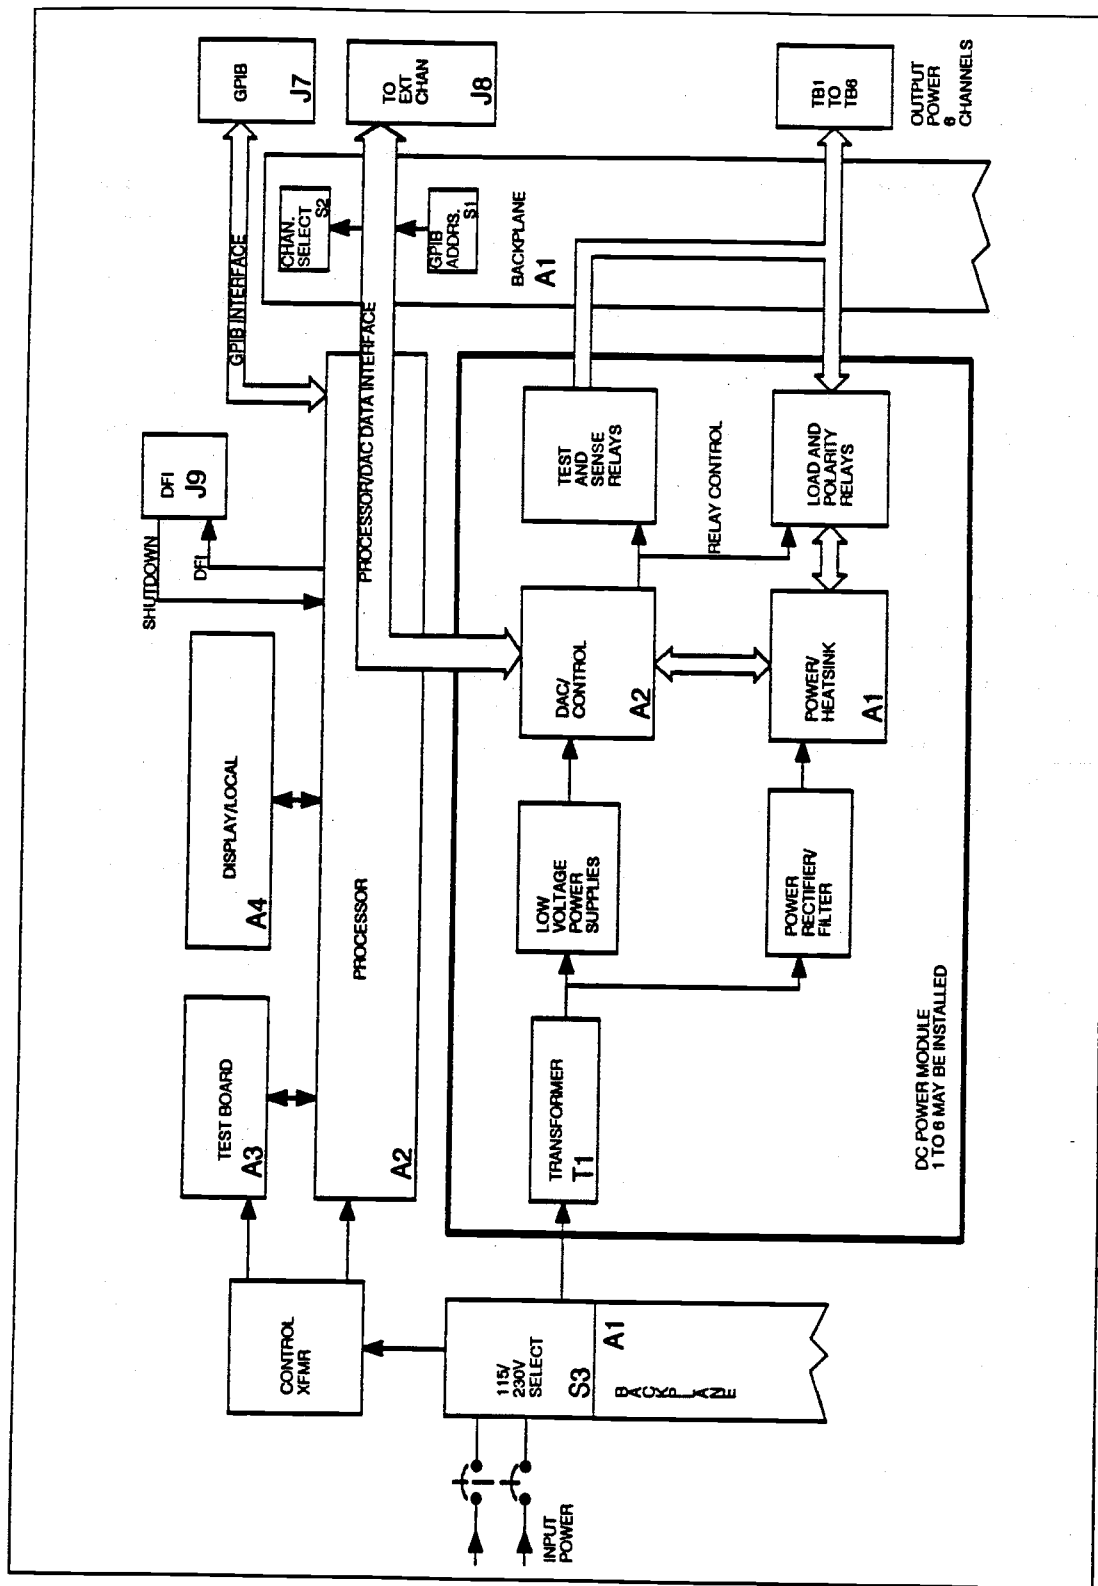 INPUT
POWER
115/
230V
SELECT
S3
BACKPLANE
A1
CONTROL
XFMR
TEST BOARD
A3
DISPLAY/LOCAL
A4
PROCESSOR
A2
SHUTDOWN
DFI
DFI
J9
GPIB INTERFACE
GPIB
J7
PROCESSOR/DAC DATA INTERFACE
TO
EXT
CHAN
J8
CHAN.
SELECT
S2
GPIB
ADDRS.
S1
BACKPLANE
A1
TRANSFORMER
T1
LOW
VOLTAGE
POWER
SUPPLIES
DAC/
CONTROL
A2
TEST
AND
SENSE
RELAYS
RELAY CONTROL
POWER
RECTIFIER/
FILTER
POWER/
HEATSINK
A1
LOAD AND
POLARITY
RELAYS
TB1
TO
TB6
OUTPUT
POWER
6
CHANNELS
DC POWER MODULE
1 TO 6 MAY BE INSTALLED